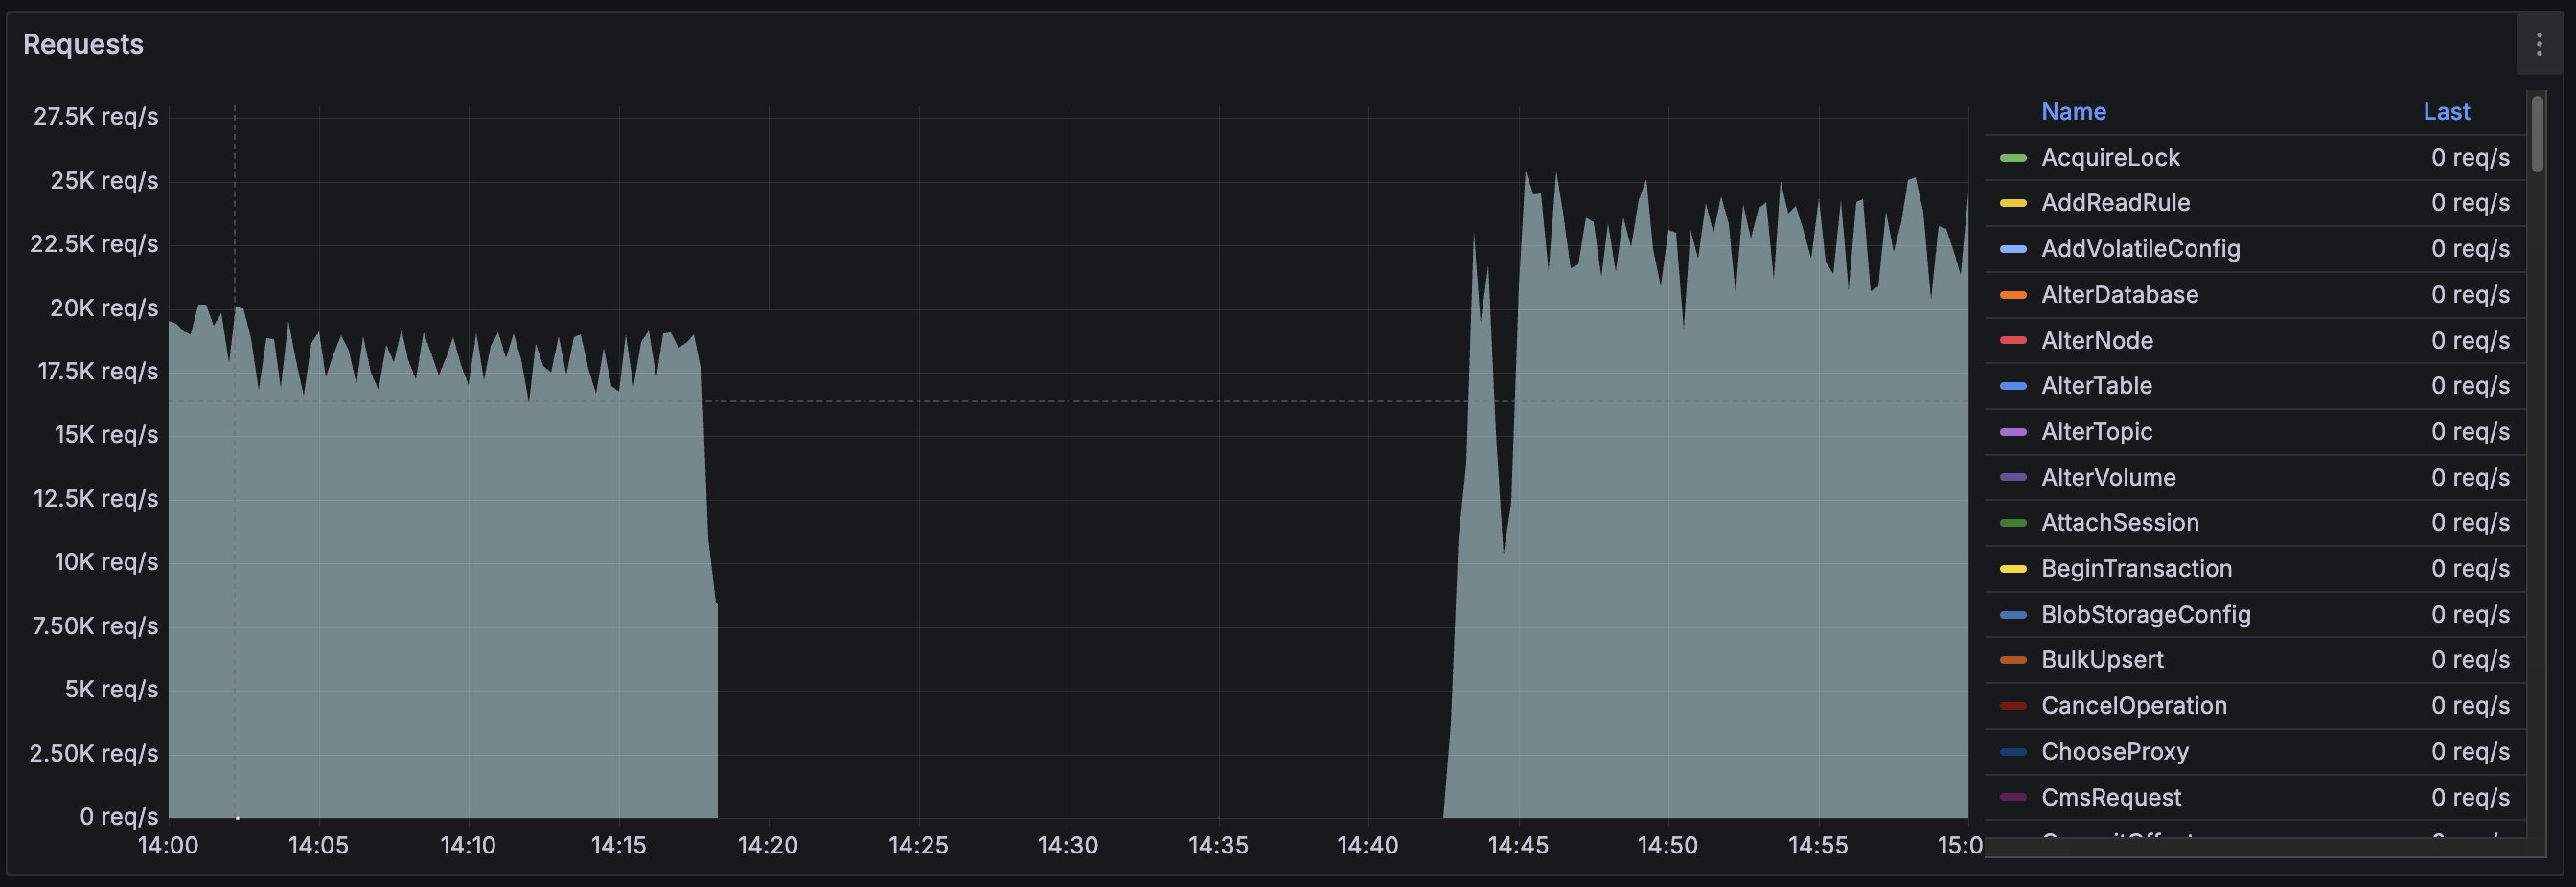 Requests
27.5K req/s
25K req/s
22.5K req/s
20K req/s
17.5K req/s
15K req/s
12.5K req/s
10K req/s
7.50K req/s
5K req/s
2.50K req/s
0 req/s
14:00 14:05 14:10 14:15 14:20 14:25 14:30 14:35 14:40 14:45 14:50 14:55 15:0
Name Last
AcquireLock 0 req/s
AddReadRule 0 req/s
AddVolatileConfig 0 req/s
AlterDatabase 0 req/s
AlterNode 0 req/s
AlterTable 0 req/s
AlterTopic 0 req/s
AlterVolume 0 req/s
AttachSession 0 req/s
BeginTransaction 0 req/s
BlobStorageConfig 0 req/s
BulkUpsert 0 req/s
CancelOperation 0 req/s
ChooseProxy 0 req/s
CmsRequest 0 req/s